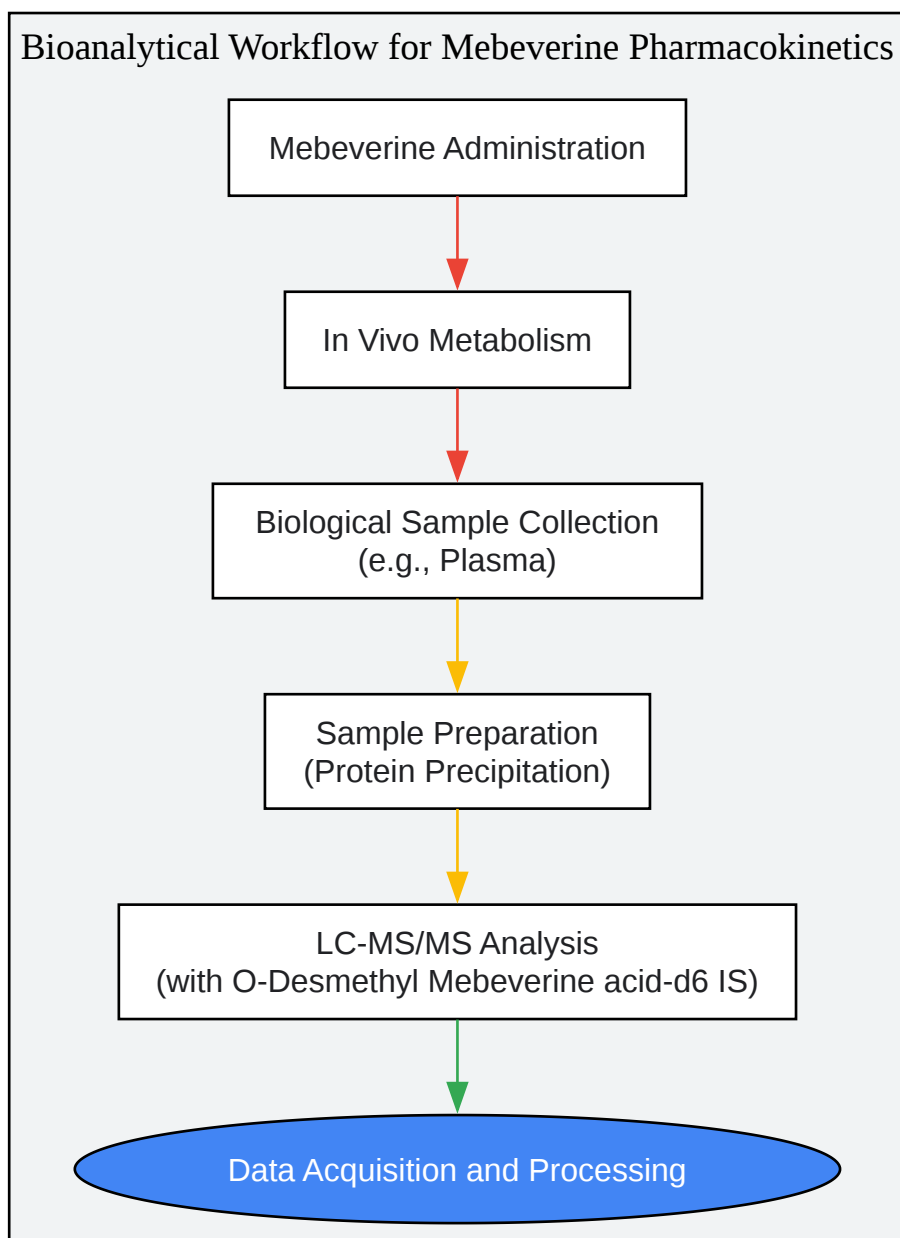 Bioanalytical Workflow for Mebeverine Pharmacokinetics
Mebeverine Administration
In Vivo Metabolism
Biological Sample Collection
(e.g., Plasma)
Sample Preparation
(Protein Precipitation)
LC-MS/MS Analysis
(with O-Desmethyl Mebeverine acid-d6 IS)
Data Acquisition and Processing